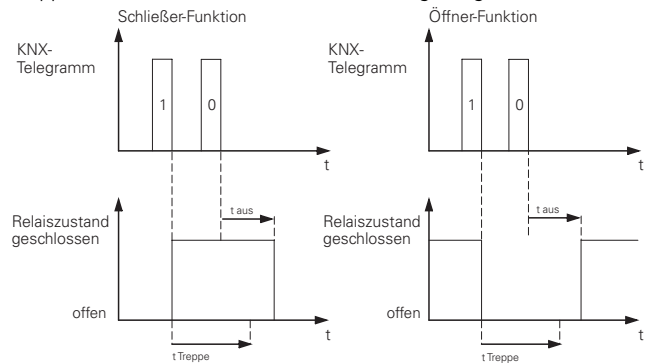 Schließer-Funktion
KNX-
Telegramm
1
0
t
Relaiszustand
geschlossen
t aus
offen
t
t Treppe
Öffner-Funktion
KNX-
Telegramm
1
0
t
Relaiszustand
geschlossen
t aus
offen
t
t Treppe